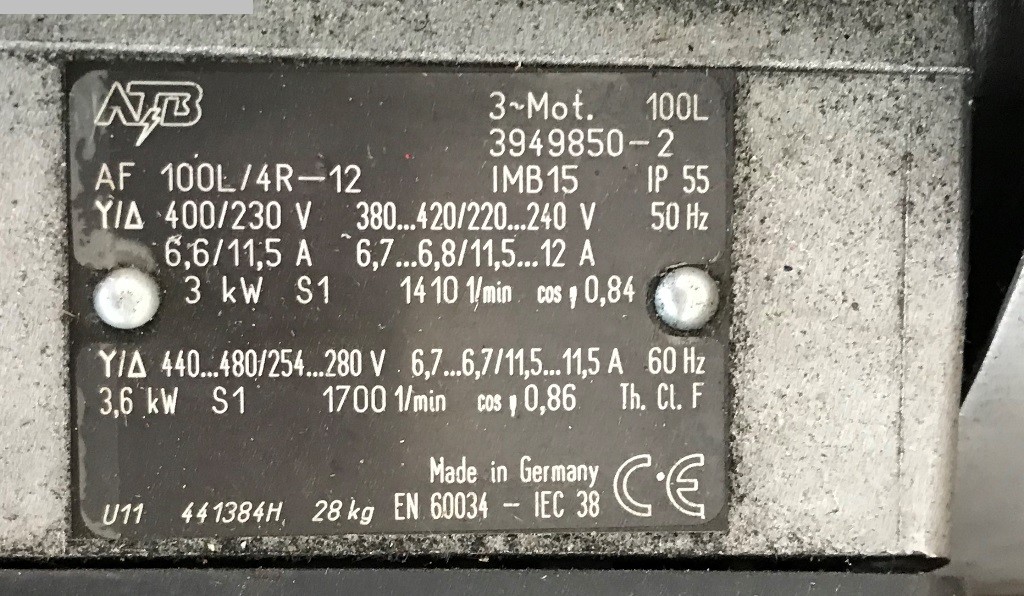 ATB 3~Mot. 100L
3949850-2
AF 100L/4R-12 IMB15 IP 55
Y/Δ 400/230 V 380...420/220...240 V 50 Hz
6,6/11,5 A 6,7...6,8/11,5...12 A
3 kW S1 1410 1/min cos φ 0,84
Y/Δ 440...480/254...280 V 6,7...6,7/11,5...11,5 A 60 Hz
3,6 kW S1 1700 1/min cos φ 0,86 Th. Cl. F
Made in Germany CE
U11 441384H 28 kg EN 60034 - IEC 38